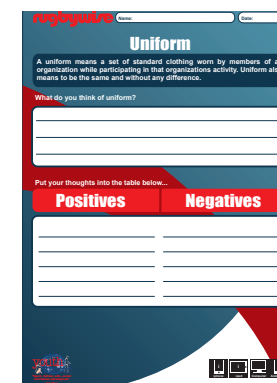 rugbywise
Name:
Date:
Uniform
A uniform means a set of standard clothing worn by members of a
organization while participating in that organizations activity. Uniform als
means to be the same and without any difference.
What do you think of uniform?
Put your thoughts into the table below...
Positives
Negatives